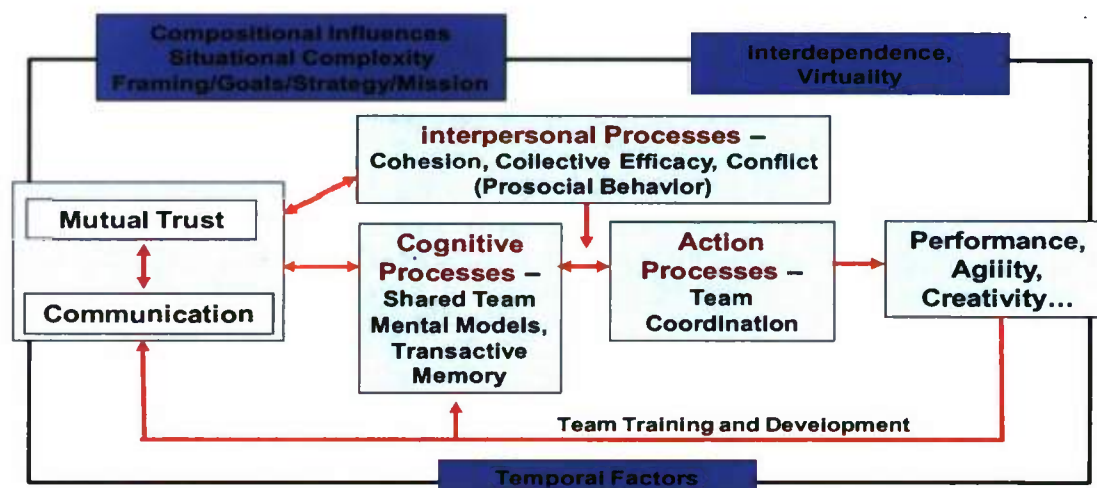 Compositional Influences
Situational Complexity
Framing/Goals/Strategy/Mission
Interdependence,
Virtuality
interpersonal Processes –
Cohesion, Collective Efficacy, Conflict
(Prosocial Behavior)
Mutual Trust
Communication
Cognitive
Processes –
Shared Team
Mental Models,
Transactive
Memory
Action
Processes –
Team
Coordination
Performance,
Agility,
Creativity...
Team Training and Development
Temporal Factors